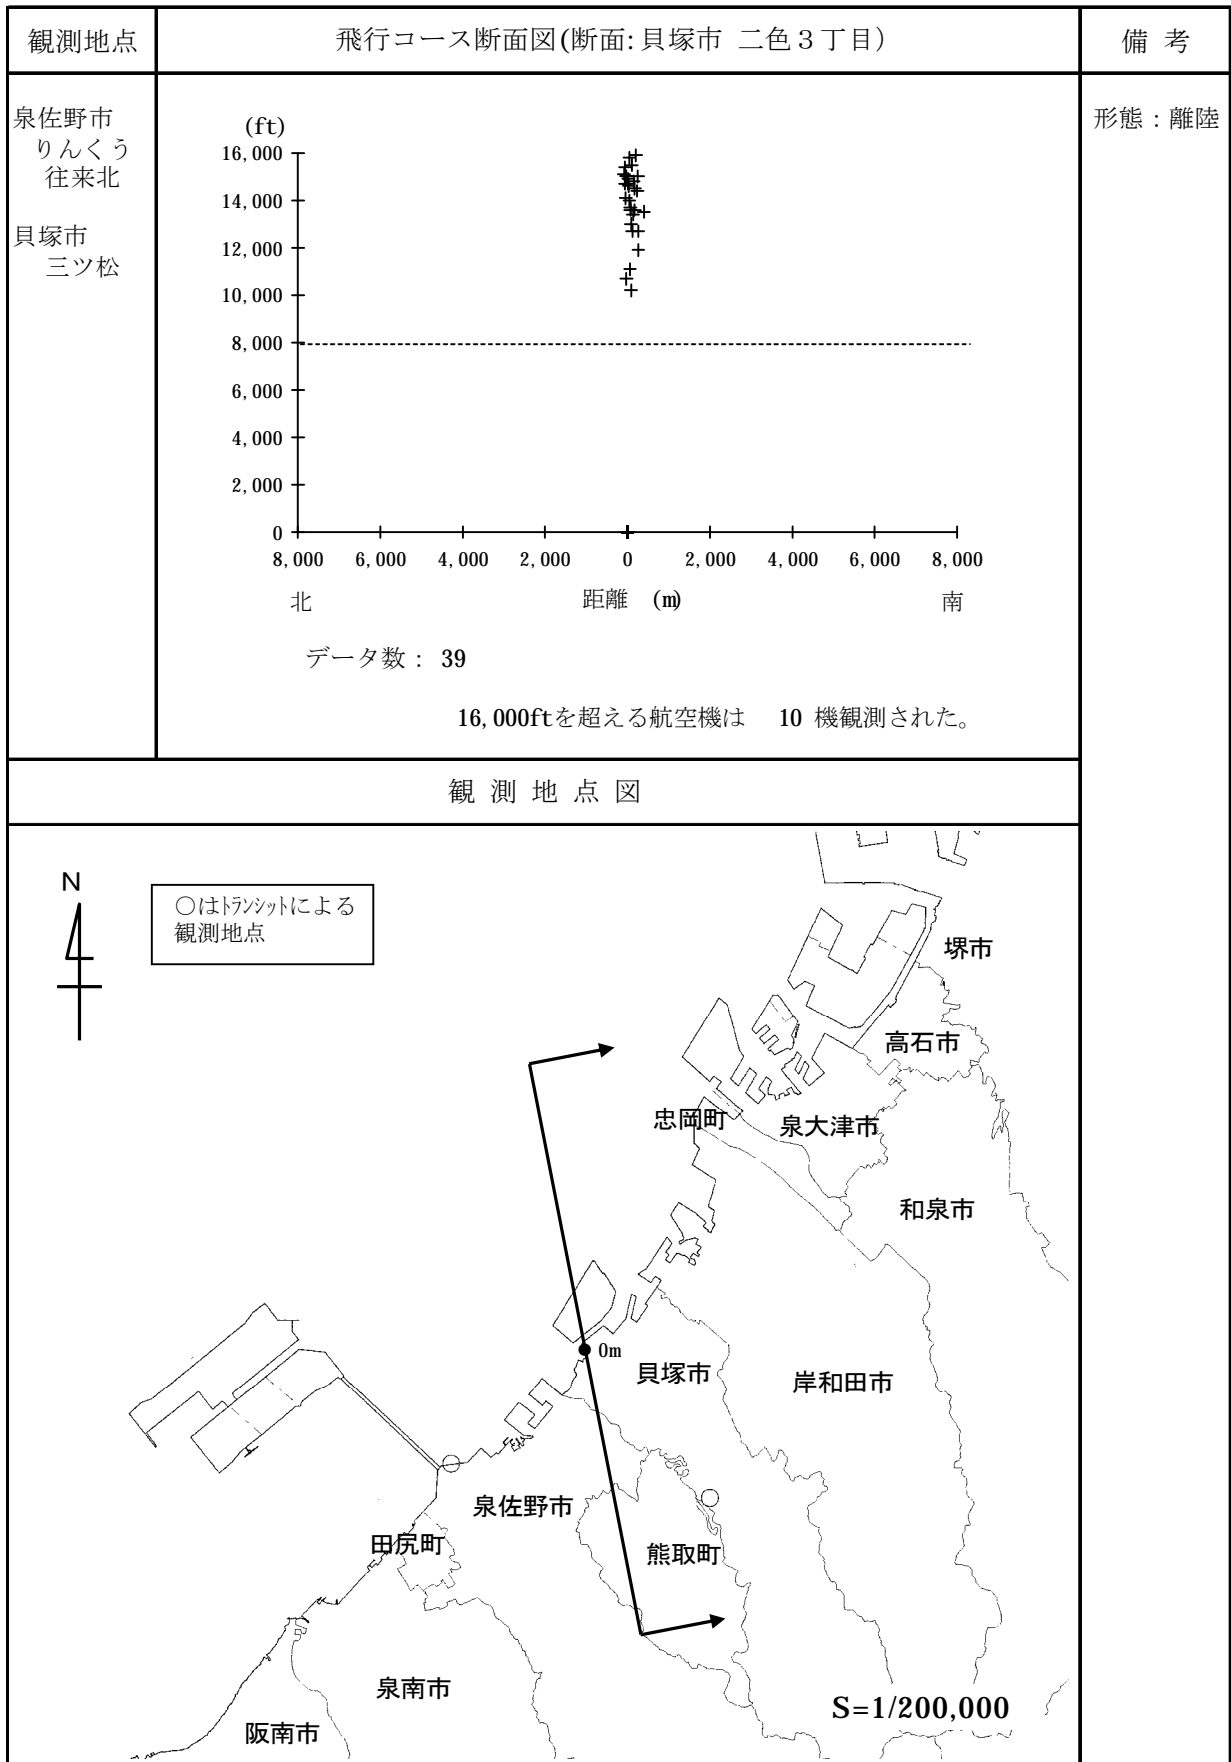 観測地点
飛行コース断面図(断面:貝塚市 二色3丁目)
備 考
泉佐野市
りんくう
往来北
貝塚市
三ツ松
形態:離陸
(ft)
16,000
14,000
12,000
10,000
8,000
6,000
4,000
2,000
0
8,000 6,000 4,000 2,000 0 2,000 4,000 6,000 8,000
北 距離 (m) 南
データ数: 39
16,000ftを超える航空機は 10 機観測された。
観 測 地 点 図
N
○はトランシットによる
観測地点
堺市
高石市
忠岡町
泉大津市
和泉市
0m
貝塚市
岸和田市
泉佐野市
田尻町
熊取町
泉南市
阪南市
S=1/200,000